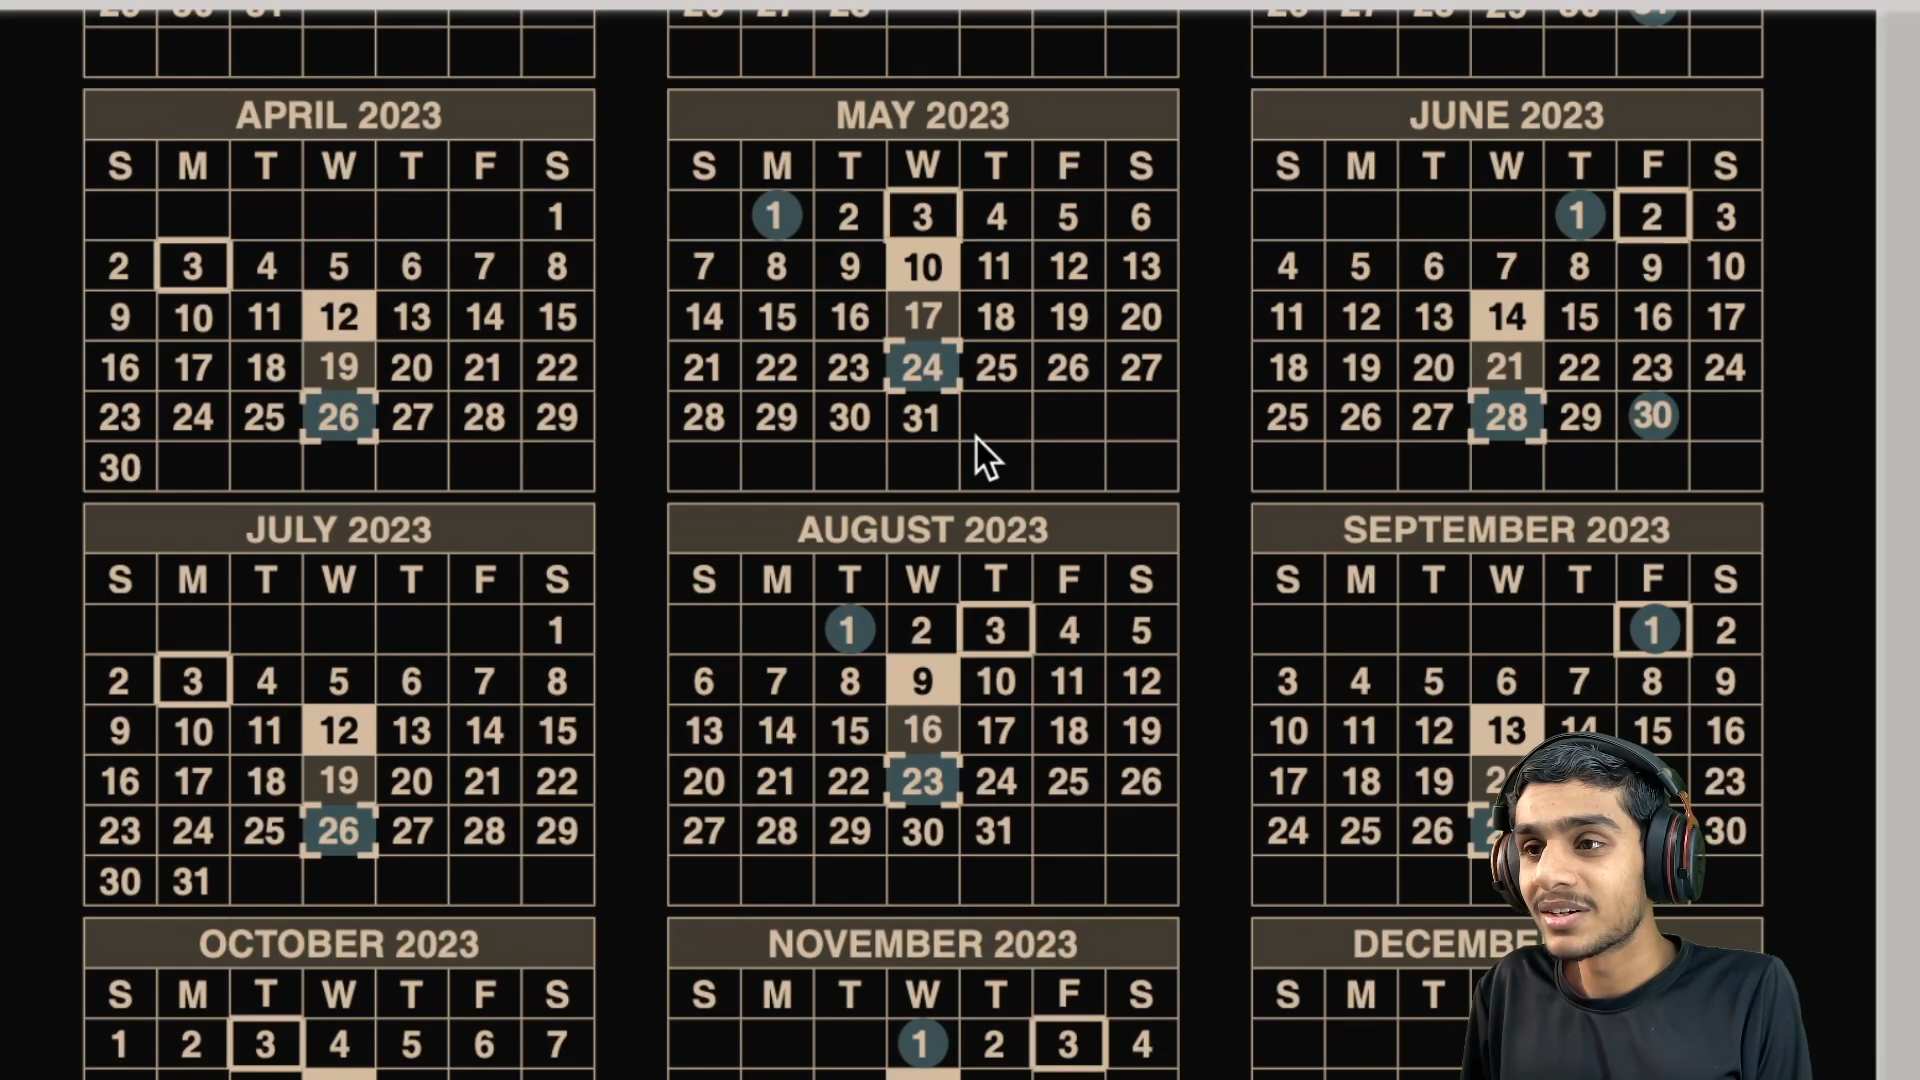 APRIL 2023
S M T W T F S
1
2 3 4 5 6 7 8
9 10 11 12 13 14 15
16 17 18 19 20 21 22
23 24 25 26 27 28 29
30
MAY 2023
S M T W T F S
1 2 3 4 5 6
7 8 9 10 11 12 13
14 15 16 17 18 19 20
21 22 23 24 25 26 27
28 29 30 31
JUNE 2023
S M T W T F S
1 2 3
4 5 6 7 8 9 10
11 12 13 14 15 16 17
18 19 20 21 22 23 24
25 26 27 28 29 30
JULY 2023
S M T W T F S
1
2 3 4 5 6 7 8
9 10 11 12 13 14 15
16 17 18 19 20 21 22
23 24 25 26 27 28 29
30 31
AUGUST 2023
S M T W T F S
1 2 3 4 5
6 7 8 9 10 11 12
13 14 15 16 17 18 19
20 21 22 23 24 25 26
27 28 29 30 31
SEPTEMBER 2023
S M T W T F S
1 2
3 4 5 6 7 8 9
10 11 12 13 14 15 16
17 18 19 23
24 25 26 30
OCTOBER 2023
S M T W T F S
1 2 3 4 5 6 7
NOVEMBER 2023
S M T W T F S
1 2 3 4
S M T